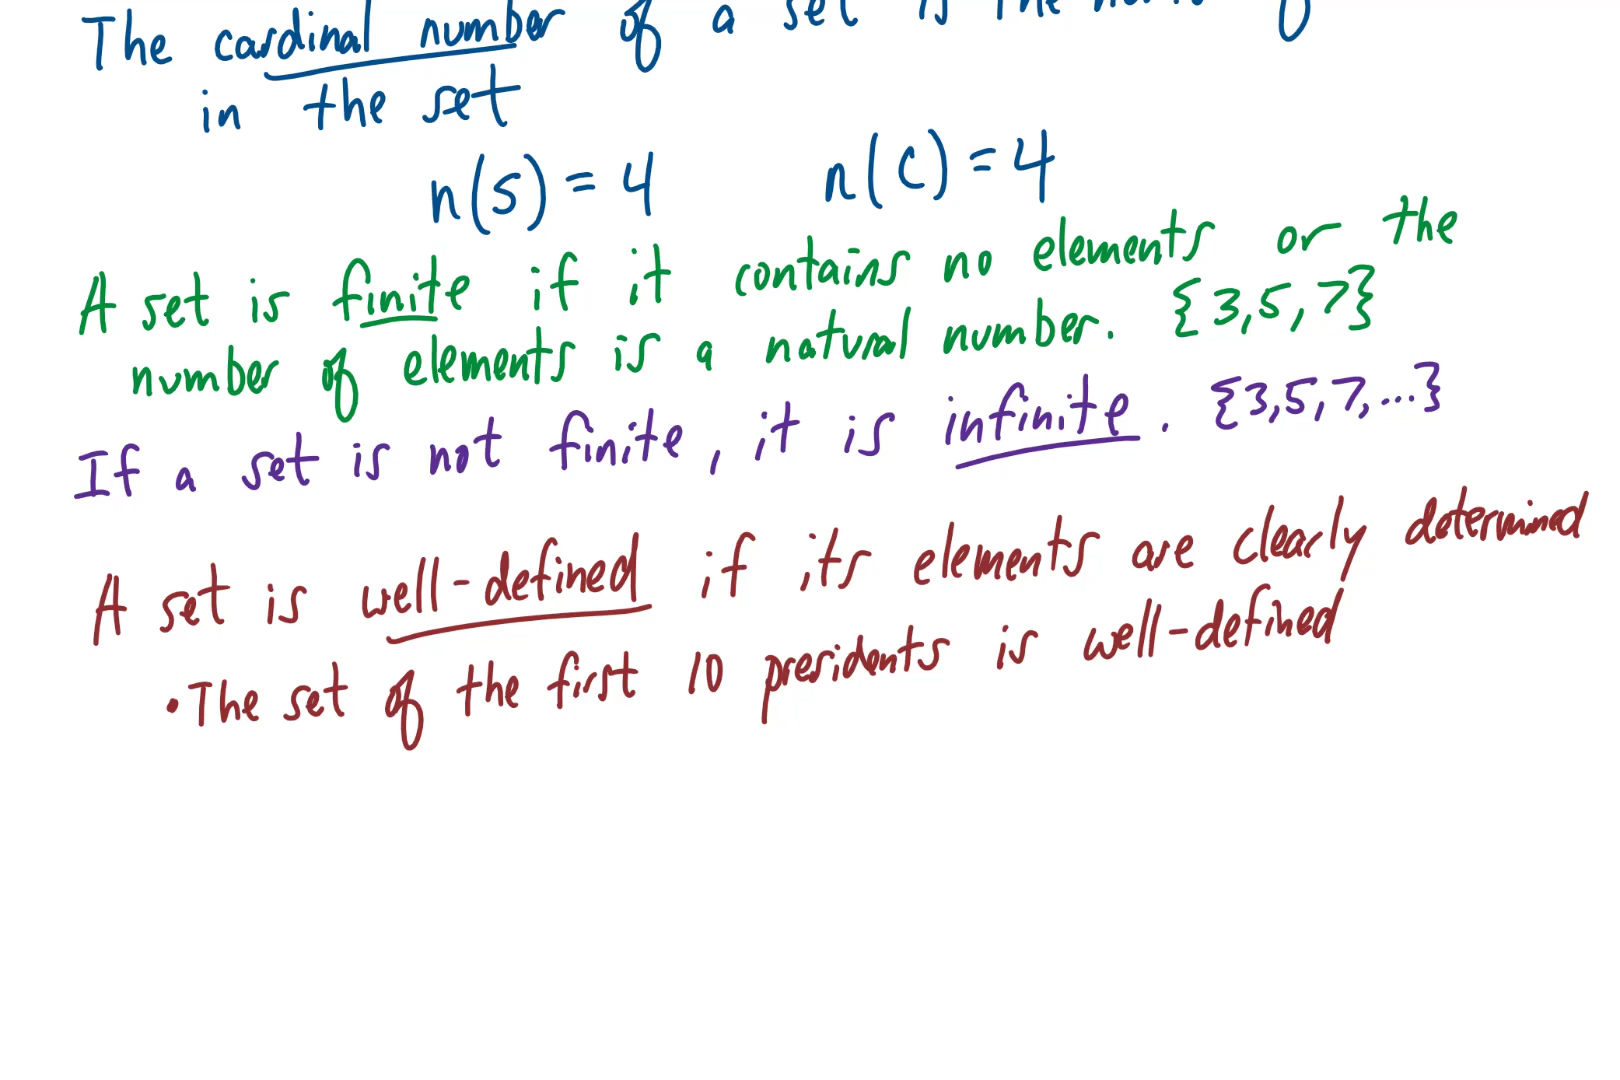 The cardinal number of a set is the
in the set
n(S) = 4 n(C) = 4
A set is finite if it contains no elements or the
number of elements is a natural number. {3,5,7}
If a set is not finite, it is infinite. {3,5,7,...}
A set is well-defined if its elements are clearly determined
•The set of the first 10 presidents is well-defined